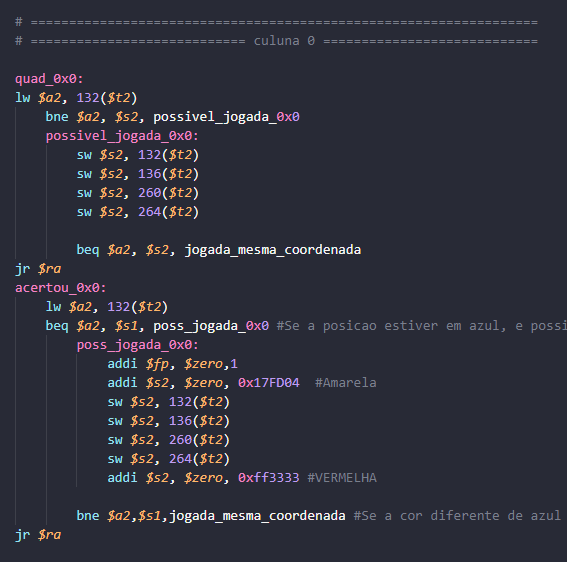 # ==================================================================
# ============================ culuna 0 ============================
quad_0x0:
lw $a2, 132($t2)
bne $a2, $s2, possivel_jogada_0x0
possivel_jogada_0x0:
sw $s2, 132($t2)
sw $s2, 136($t2)
sw $s2, 260($t2)
sw $s2, 264($t2)
beq $a2, $s2, jogada_mesma_coordenada
jr $ra
acertou_0x0:
lw $a2, 132($t2)
beq $a2, $s1, poss_jogada_0x0 #Se a posicao estiver em azul, e possi
poss_jogada_0x0:
addi $fp, $zero,1
addi $s2, $zero, 0x17FD04  #Amarela
sw $s2, 132($t2)
sw $s2, 136($t2)
sw $s2, 260($t2)
sw $s2, 264($t2)
addi $s2, $zero, 0xff3333 #VERMELHA
bne $a2,$s1,jogada_mesma_coordenada #Se a cor diferente de azul
jr $ra